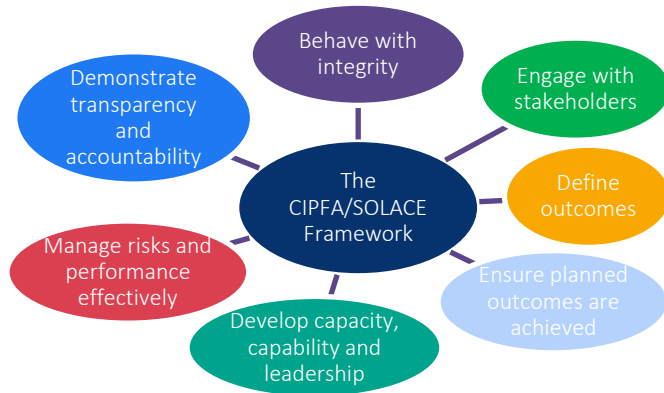 Behave with
integrity
Engage with
stakeholders
Define
outcomes
Ensure planned
outcomes are
achieved
Develop capacity,
capability and
leadership
Manage risks and
performance
effectively
Demonstrate
transparency
and
accountability
The
CIPFA/SOLACE
Framework